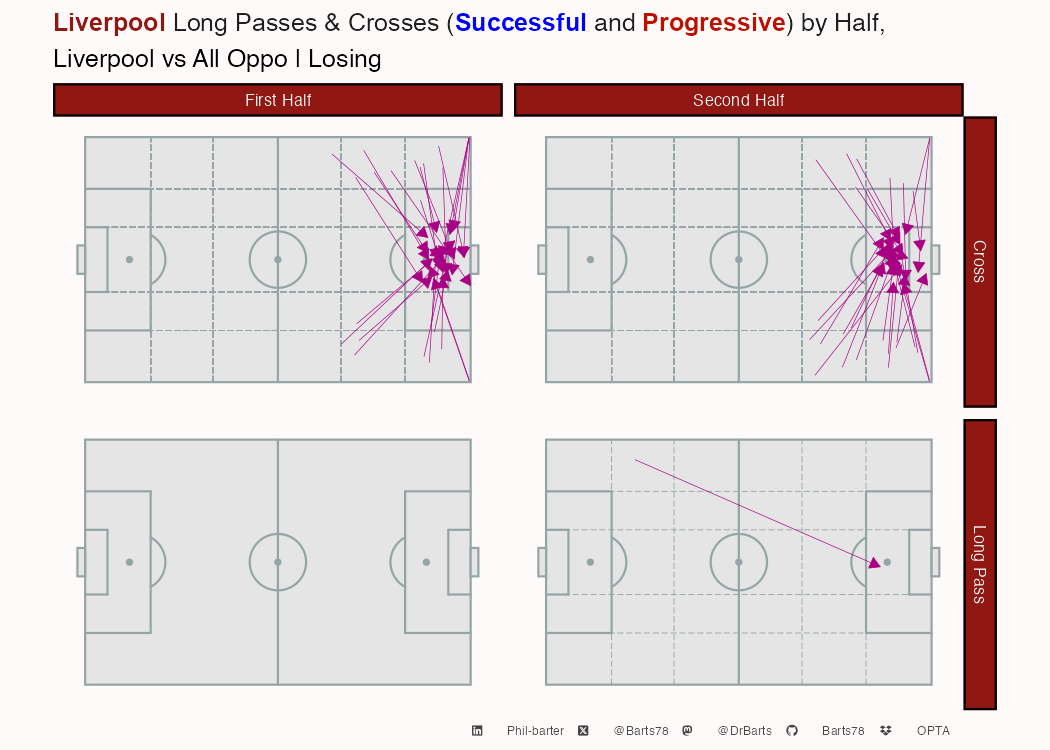 Liverpool Long Passes & Crosses (Successful and Progressive) by Half,
Liverpool vs All Oppo | Losing
First Half
Second Half
Cross
Long Pass
Phil-barter @Barts78 @DrBarts Barts78 OPTA